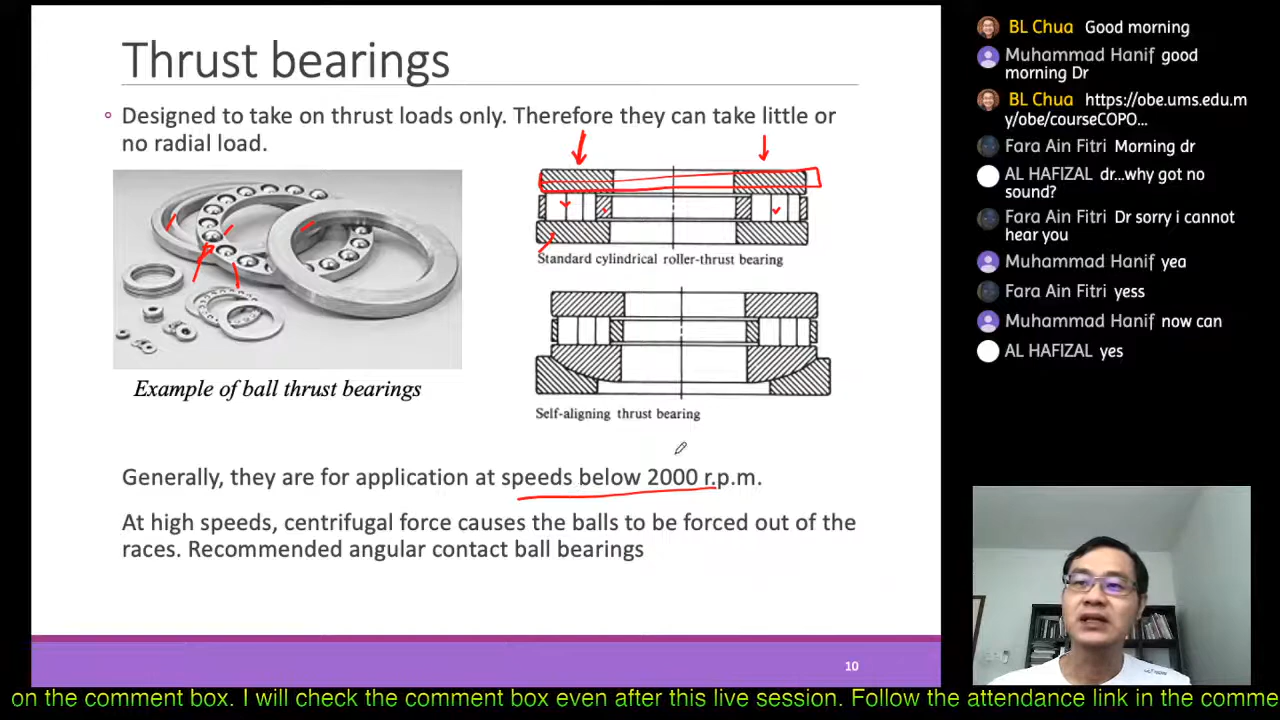 Thrust bearings
Designed to take on thrust loads only. Therefore they can take little or
no radial load.
Example of ball thrust bearings
Standard cylindrical roller-thrust bearing
Self-aligning thrust bearing
Generally, they are for application at speeds below 2000 r.p.m.
At high speeds, centrifugal force causes the balls to be forced out of the
races. Recommended angular contact ball bearings
10
BL Chua Good morning
Muhammad Hanif good
morning Dr
BL Chua https://obe.ums.edu.m
y/obe/courseCOPO...
Fara Ain Fitri Morning dr
AL HAFIZAL dr...why got no
sound?
Fara Ain Fitri Dr sorry i cannot
hear you
Muhammad Hanif yea
Fara Ain Fitri yess
Muhammad Hanif now can
AL HAFIZAL yes
on the comment box. I will check the comment box even after this live session. Follow the attendance link in the comme